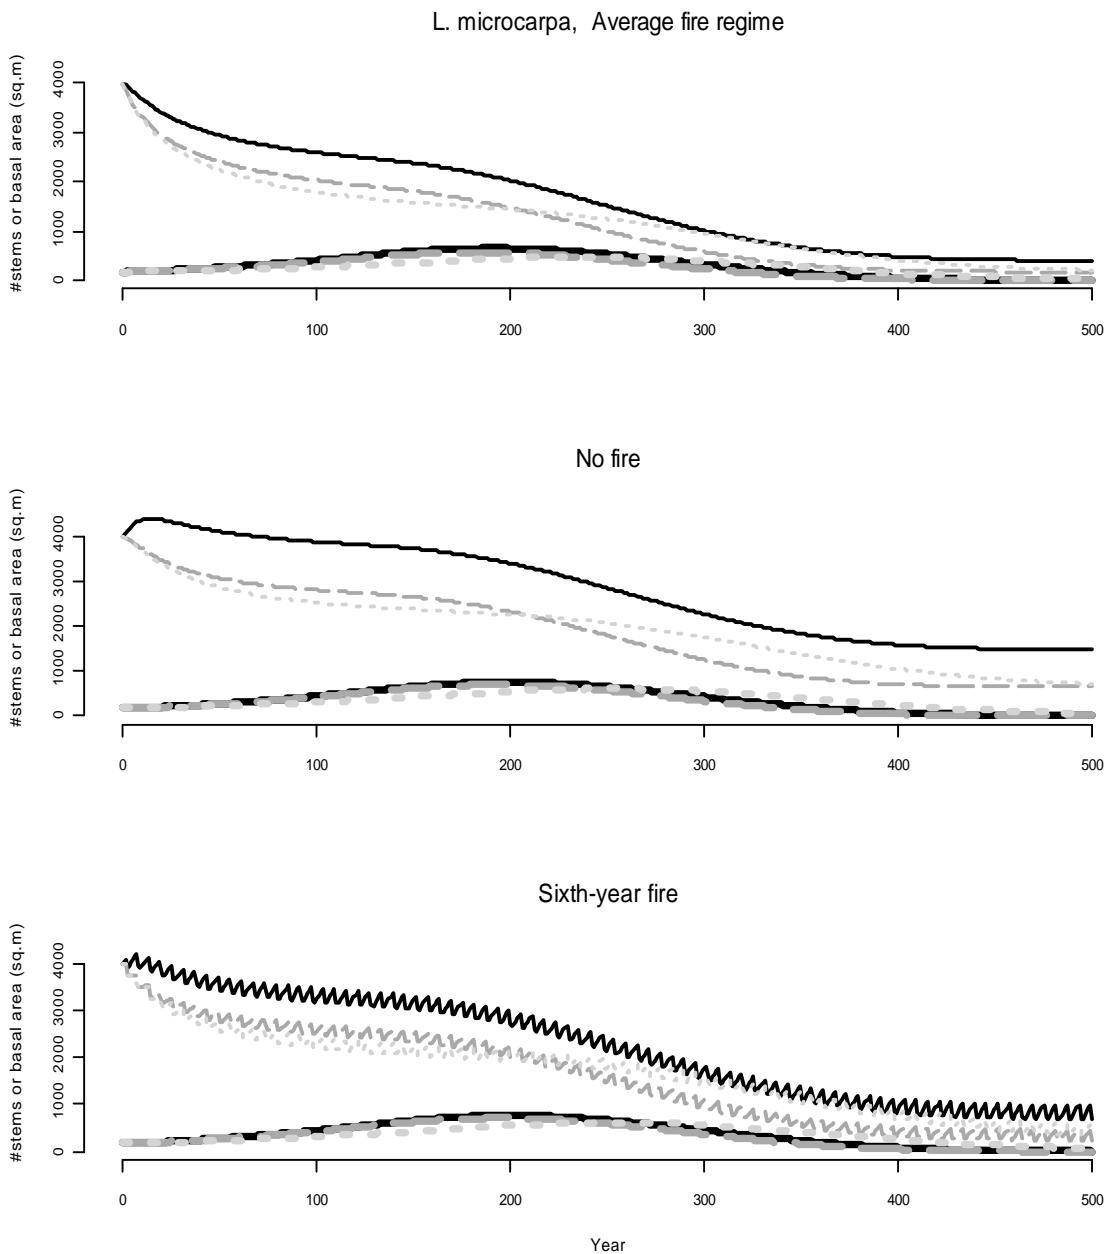 L. microcarpa, Average fire regime
#stems or basal area (sq.m)
4000
3000
2000
1000
0
0 100 200 300 400 500
No fire
#stems or basal area (sq.m)
4000
3000
2000
1000
0
0 100 200 300 400 500
Sixth-year fire
#stems or basal area (sq.m)
4000
3000
2000
1000
0
0 100 200 300 400 500
Year